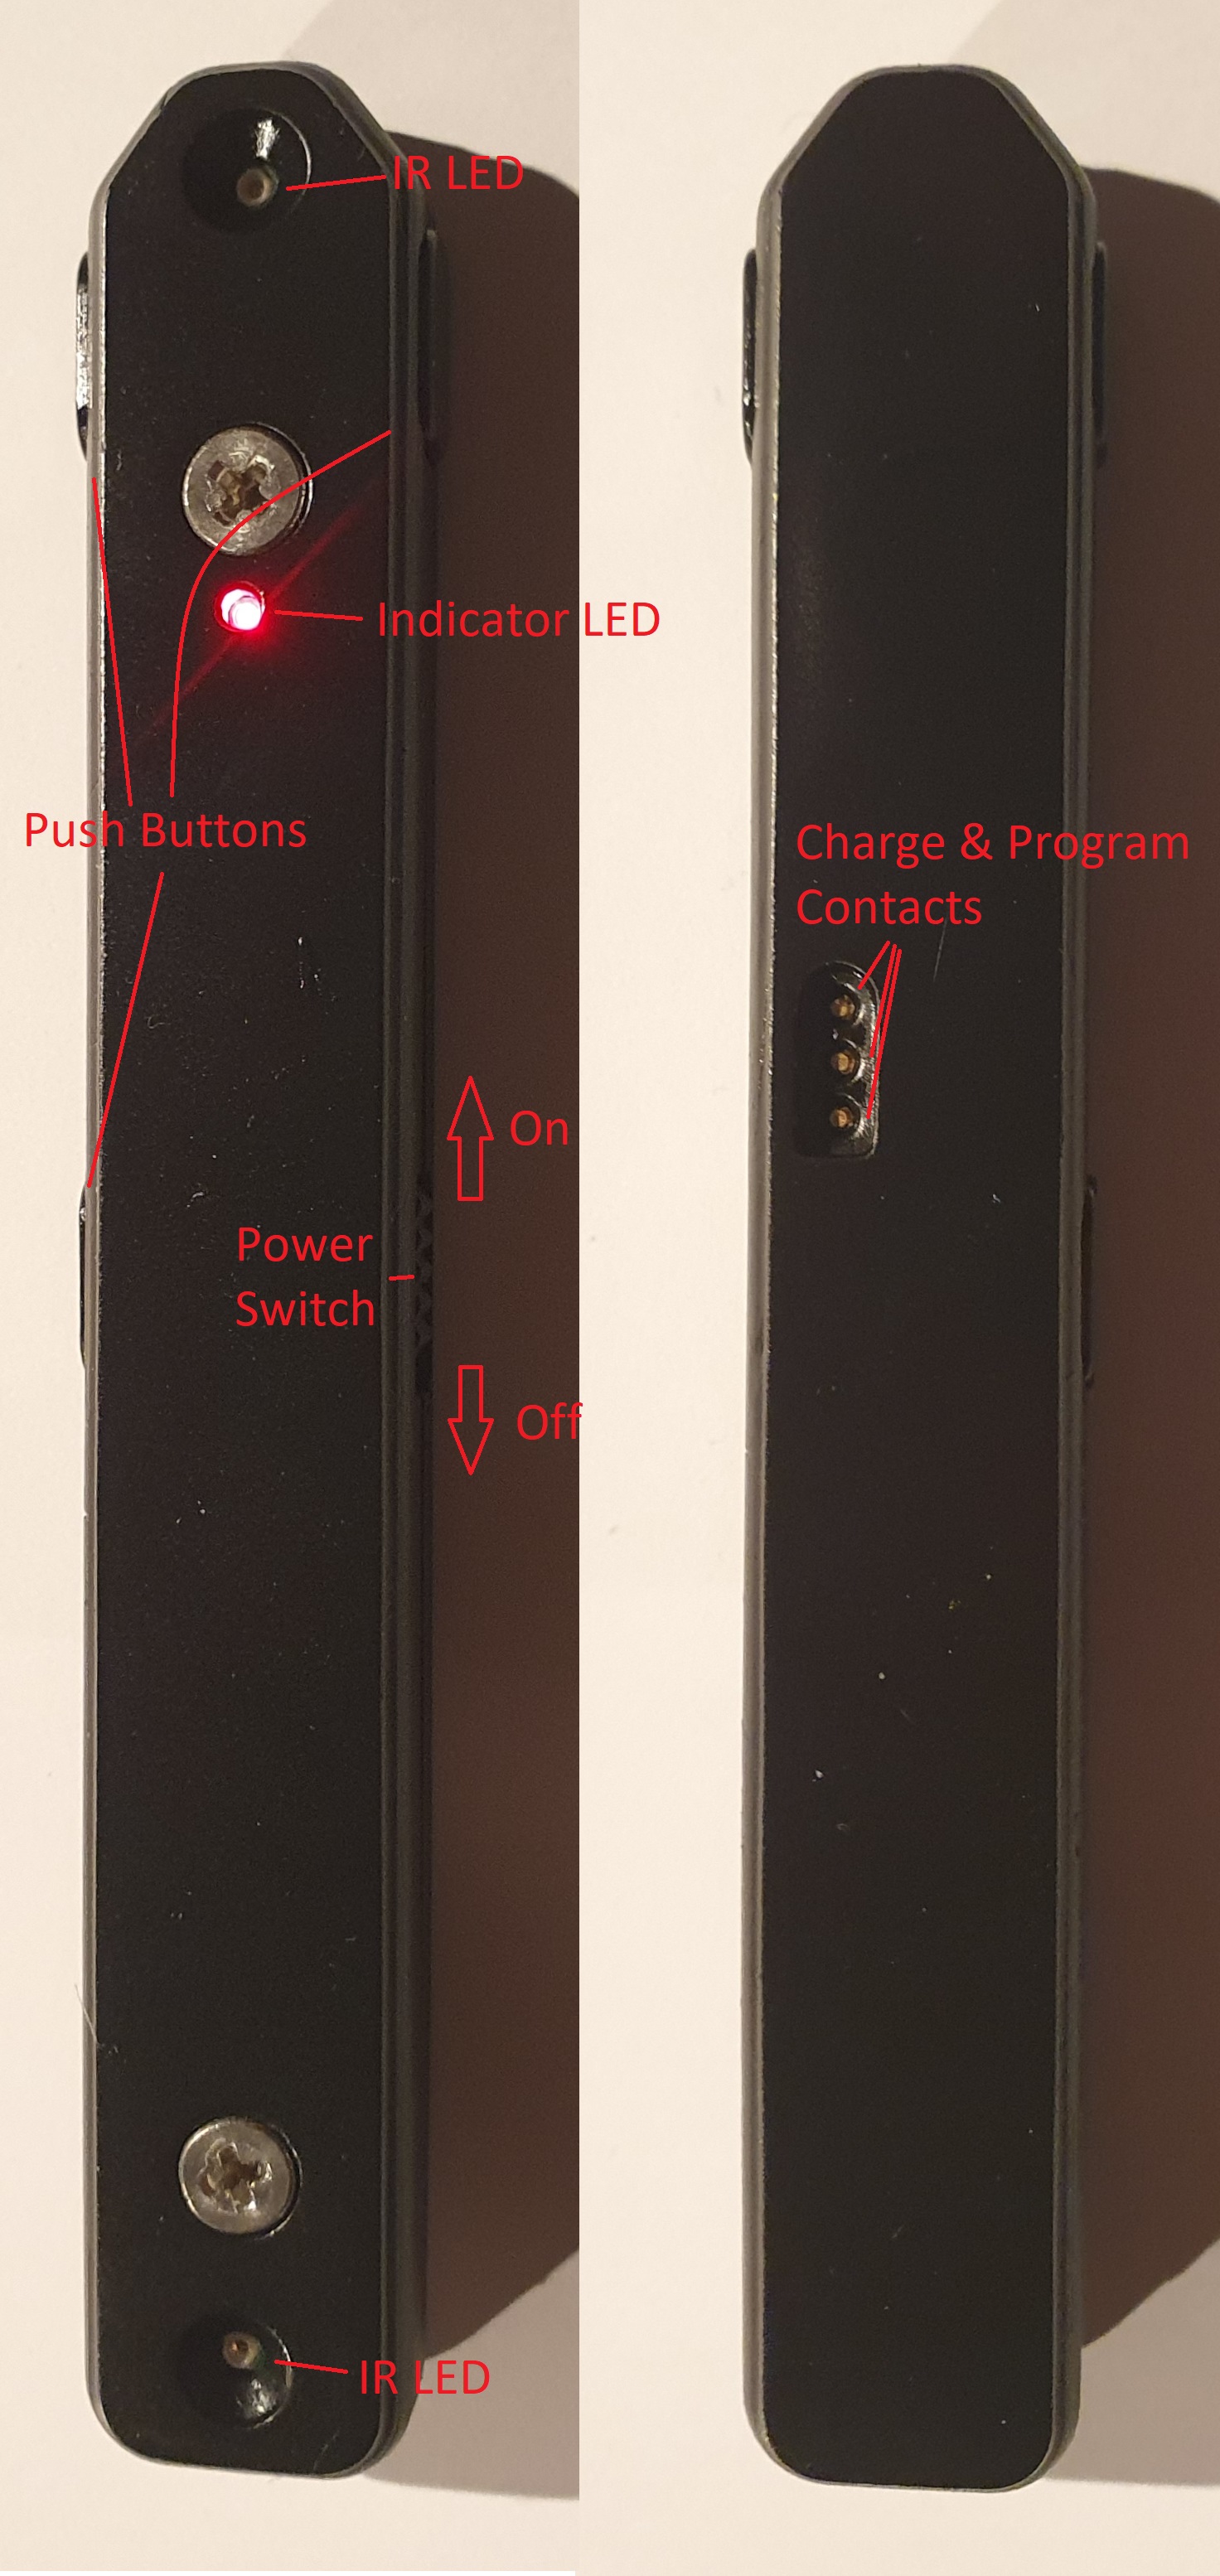 IR LED
Indicator LED
Push Buttons
On
Power
Switch
Off
IR LED
Charge & Program
Contacts